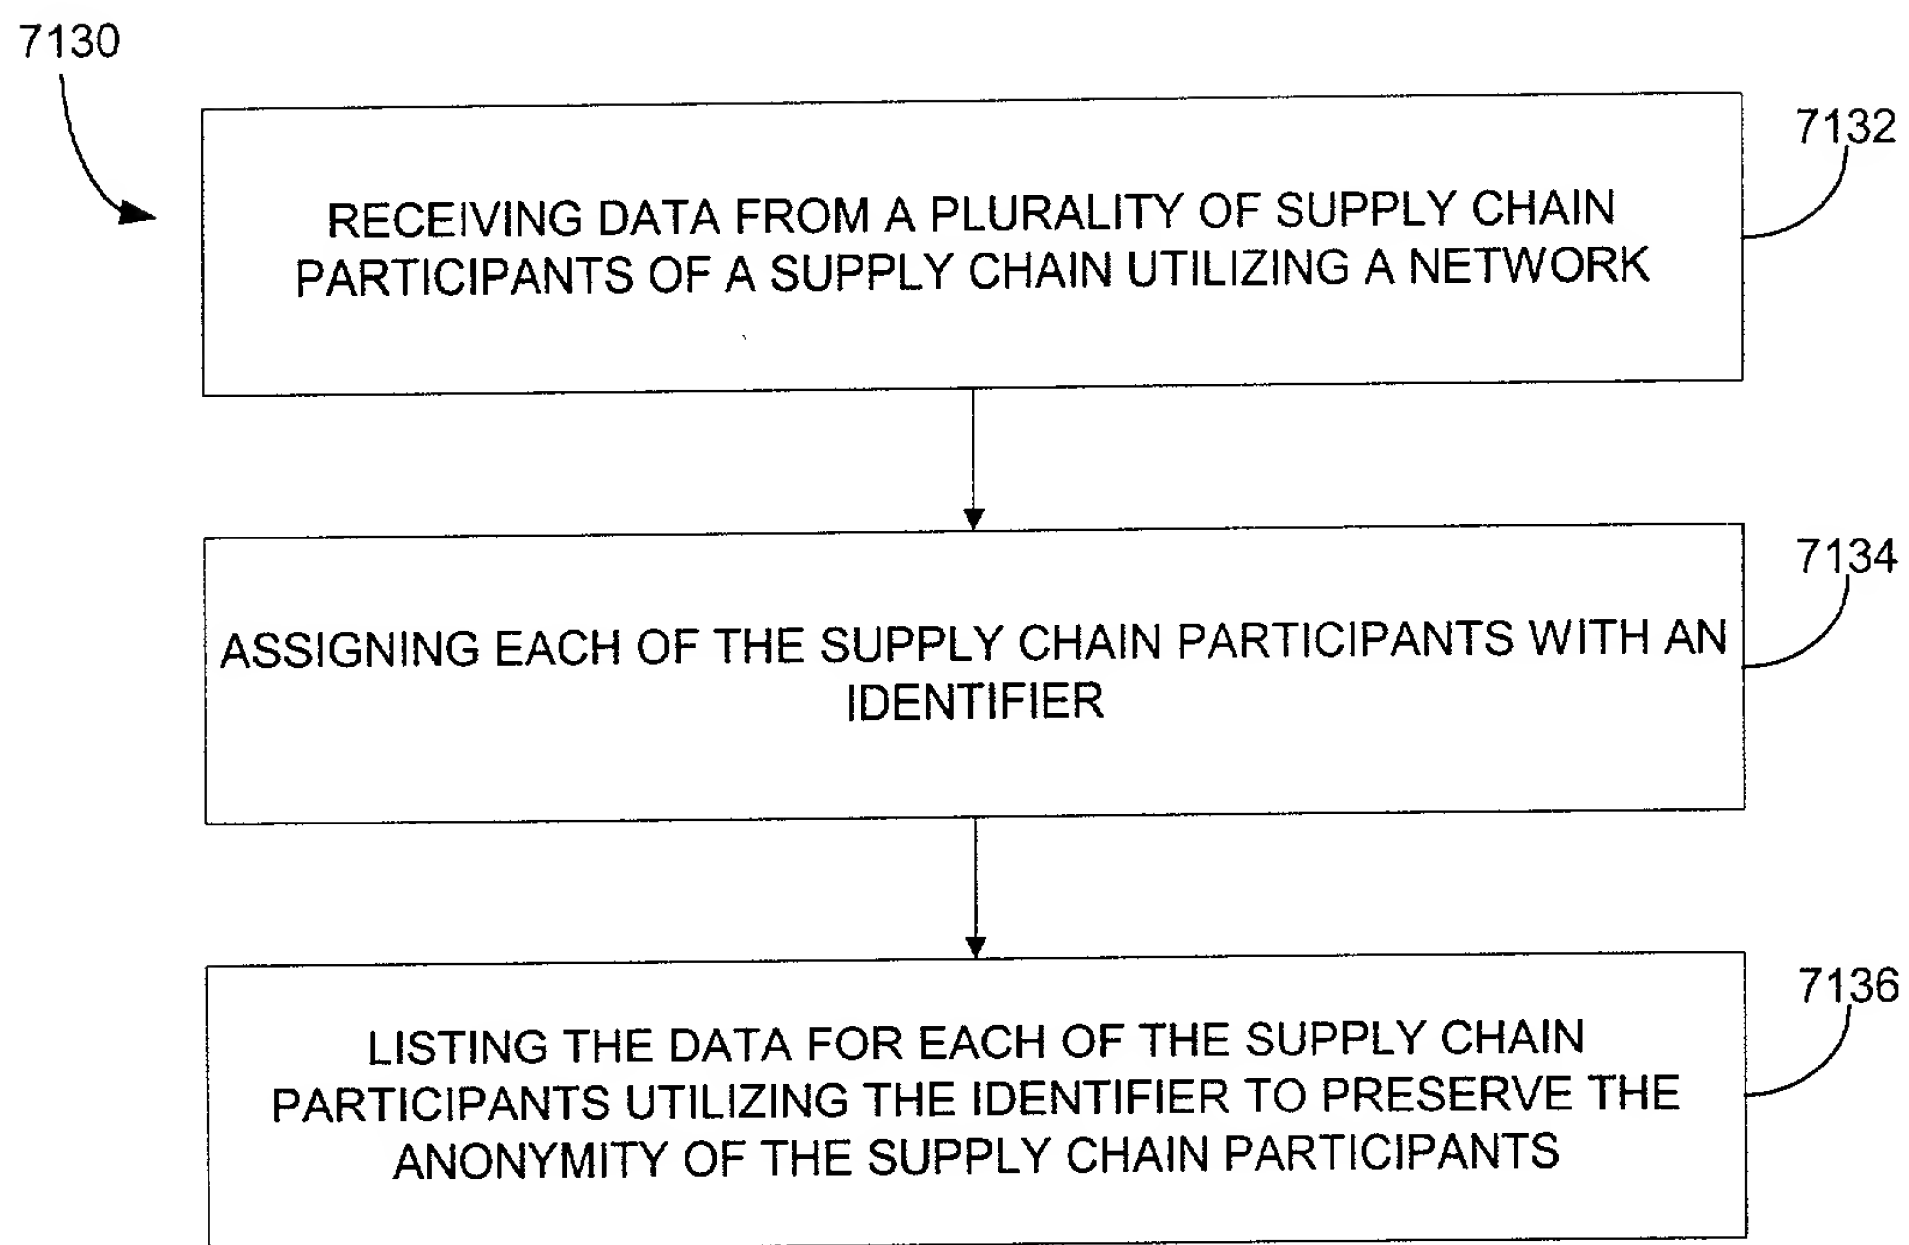 7130
7132
RECEIVING DATA FROM A PLURALITY OF SUPPLY CHAIN
PARTICIPANTS OF A SUPPLY CHAIN UTILIZING A NETWORK
7134
ASSIGNING EACH OF THE SUPPLY CHAIN PARTICIPANTS WITH AN
IDENTIFIER
7136
LISTING THE DATA FOR EACH OF THE SUPPLY CHAIN
PARTICIPANTS UTILIZING THE IDENTIFIER TO PRESERVE THE
ANONYMITY OF THE SUPPLY CHAIN PARTICIPANTS